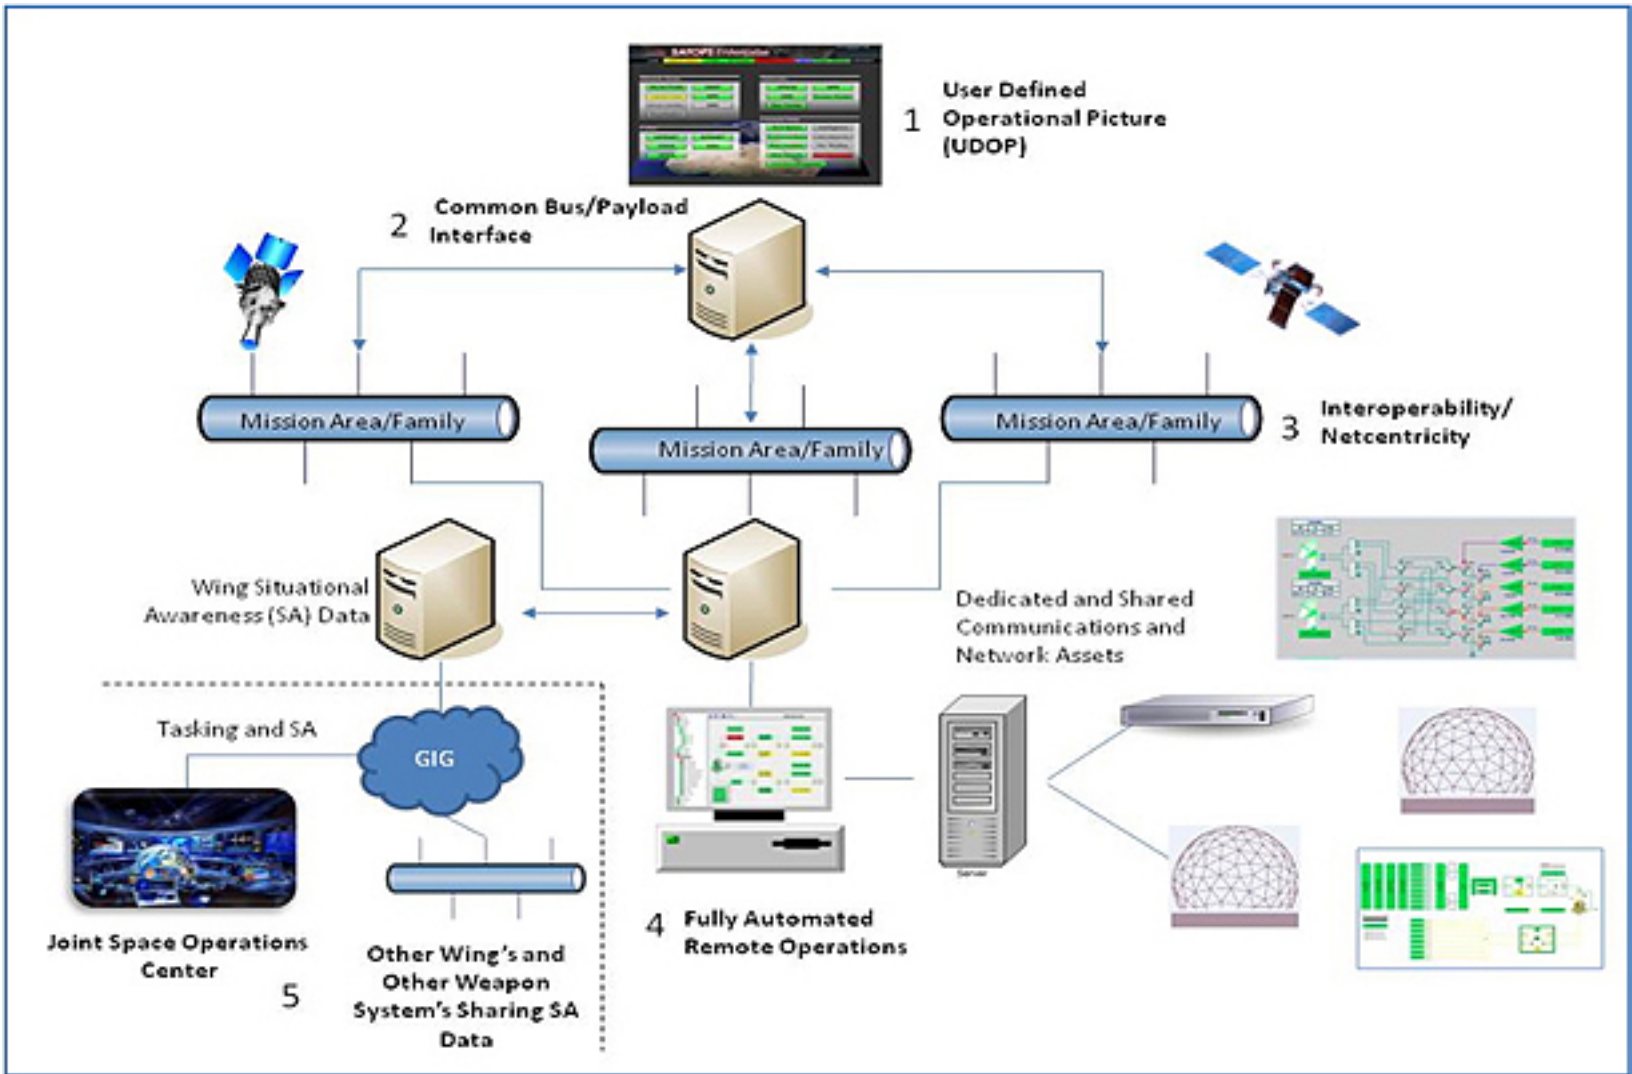 1
User Defined
Operational Picture
(UDOP)
2
Common Bus/Payload
Interface
Mission Area/Family
Mission Area/Family
Mission Area/Family
3
Interoperability/
Netcentricity
Wing Situational
Awareness (SA) Data
Dedicated and Shared
Communications and
Network Assets
Tasking and SA
GIG
Server
Joint Space Operations
Center
5
Other Wing's and
Other Weapon
System's Sharing SA
Data
4
Fully Automated
Remote Operations